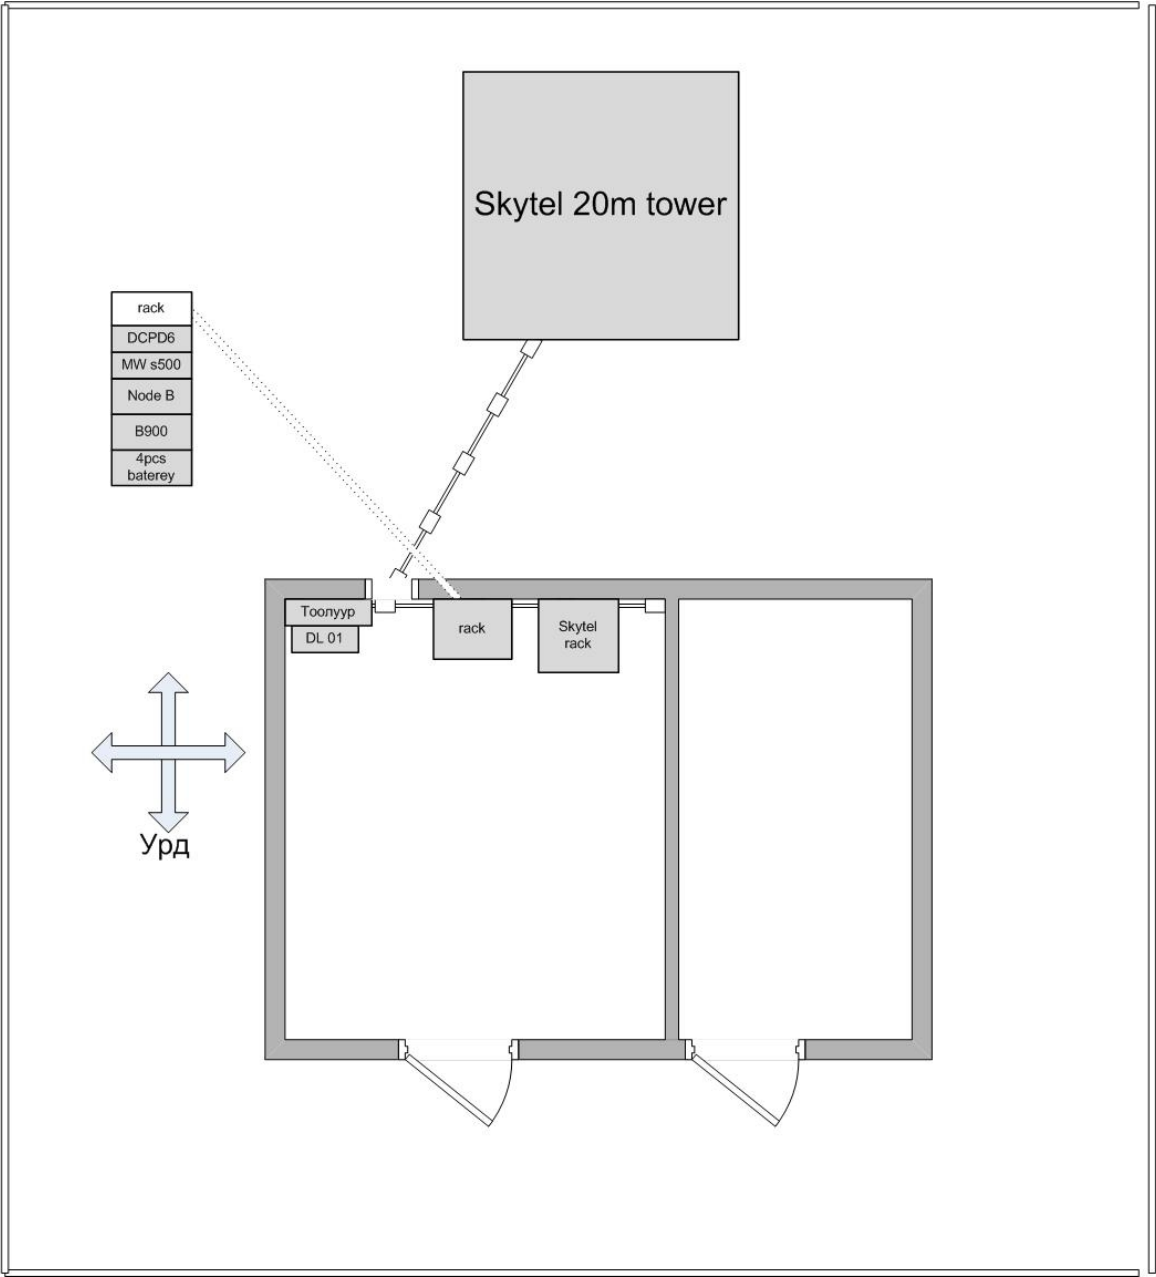 Skytel 20m tower
rack
DCPD6
MW s500
Node B
B900
4pcs
baterey
Тоолуур
DL 01
rack
Skytel
rack
Урд